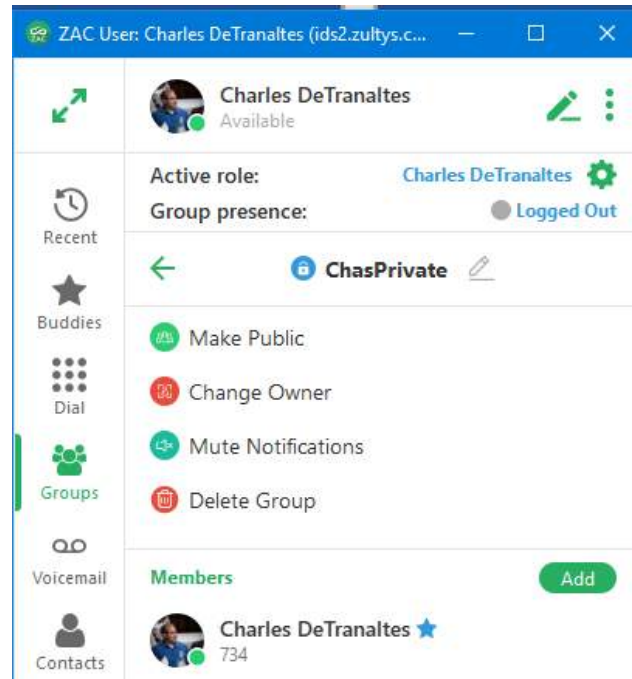 ZAC User: Charles DeTranaltes (ids2.zultys.c...
ZAC
Charles DeTranaltes
Available
Active role: Charles DeTranaltes
Group presence: Logged Out
Recent
Buddies
Dial
Groups
Voicemail
Contacts
ChasPrivate
Make Public
Change Owner
Mute Notifications
Delete Group
Members Add
Charles DeTranaltes
734